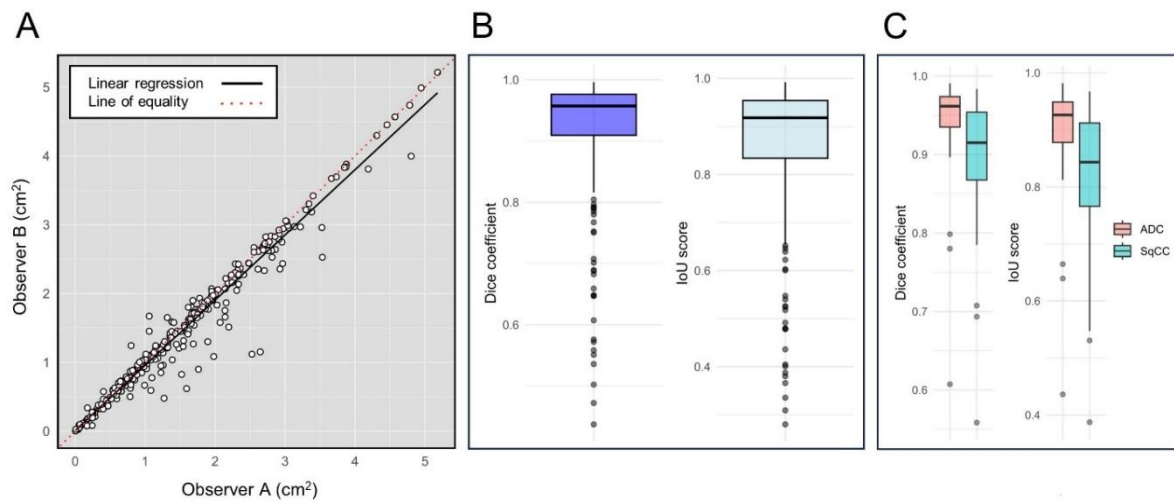 A
Linear regression
Line of equality
Observer B (cm²)
5
4
3
2
1
0
0 1 2 3 4 5
Observer A (cm²)
B
Dice coefficient
1.0
0.8
0.6
IoU score
1.0
0.8
0.6
0.4
C
Dice coefficient
1.0
0.9
0.8
0.7
0.6
IoU score
1.0
0.8
0.6
0.4
ADC
SqCC